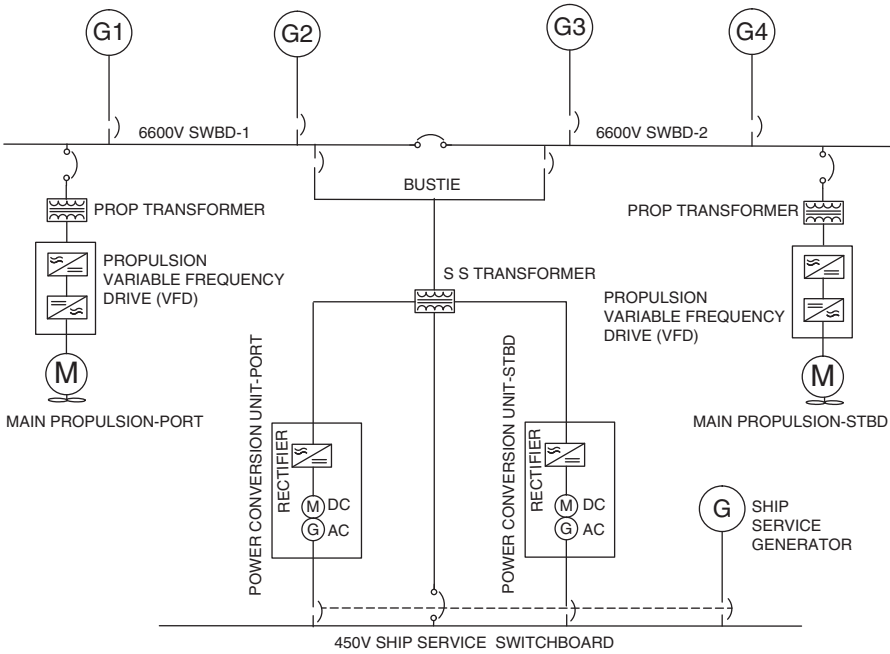 G1
G2
G3
G4
6600V SWBD-1
6600V SWBD-2
BUSTIE
PROP TRANSFORMER
PROP TRANSFORMER
PROPULSION
VARIABLE FREQUENCY
DRIVE (VFD)
S S TRANSFORMER
PROPULSION
VARIABLE FREQUENCY
DRIVE (VFD)
M
M
MAIN PROPULSION-PORT
MAIN PROPULSION-STBD
POWER CONVERSION UNIT-PORT
RECTIFIER
M DC
G AC
POWER CONVERSION UNIT-STBD
RECTIFIER
M DC
G AC
G
SHIP
SERVICE
GENERATOR
450V SHIP SERVICE SWITCHBOARD